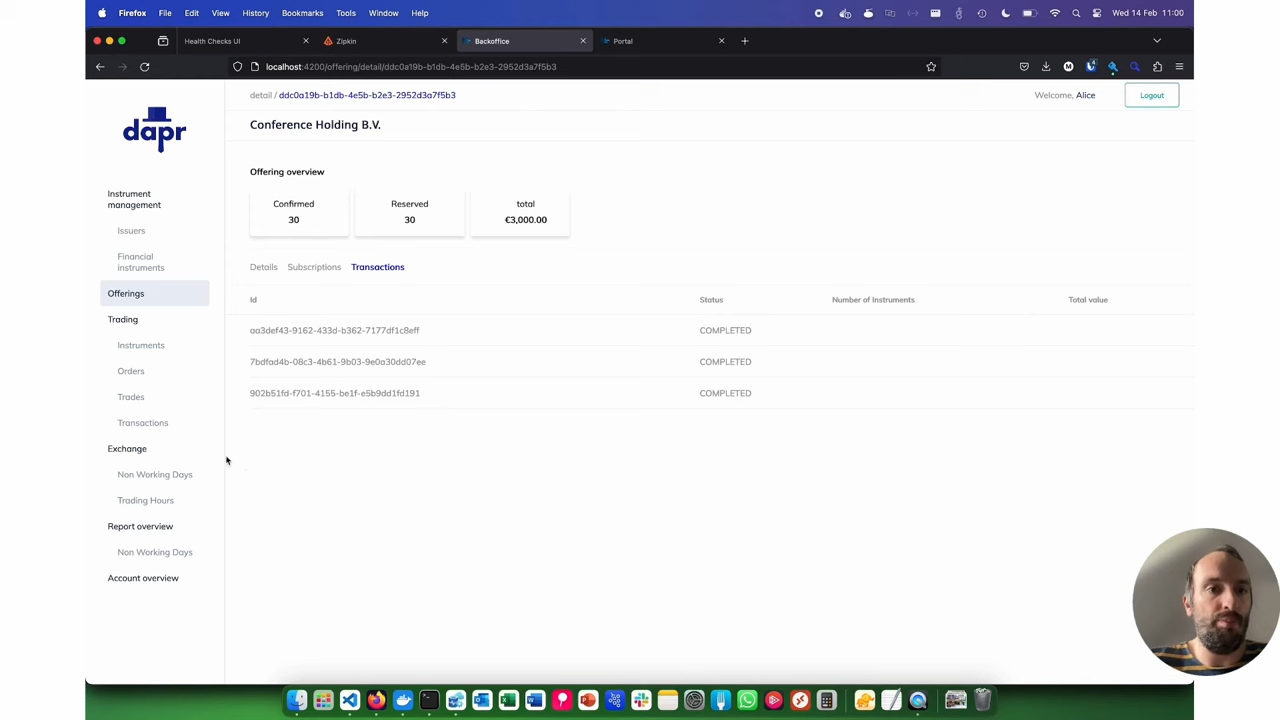 Firefox File Edit View History Bookmarks Tools Window Help Wed 14 Feb 11:00
Health Checks UI Zipkin Backoffice Portal
localhost:4200/offering/detail/ddc0a19b-b1db-4e5b-b2e3-2952d3a7f5b3
detail / ddc0a19b-b1db-4e5b-b2e3-2952d3a7f5b3 Welcome, Alice Logout
dapr
Conference Holding B.V.
Offering overview
Confirmed Reserved total
30 30 €3,000.00
Details Subscriptions Transactions
Id Status Number of Instruments Total value
aa3def43-9162-433d-b362-7177df1c8eff COMPLETED
7bdfad4b-08c3-4b61-9b03-9e0a30dd07ee COMPLETED
902b51fd-f701-4155-be1f-e5b9dd1fd191 COMPLETED
Instrument
management
Issuers
Financial
instruments
Offerings
Trading
Instruments
Orders
Trades
Transactions
Exchange
Non Working Days
Trading Hours
Report overview
Non Working Days
Account overview